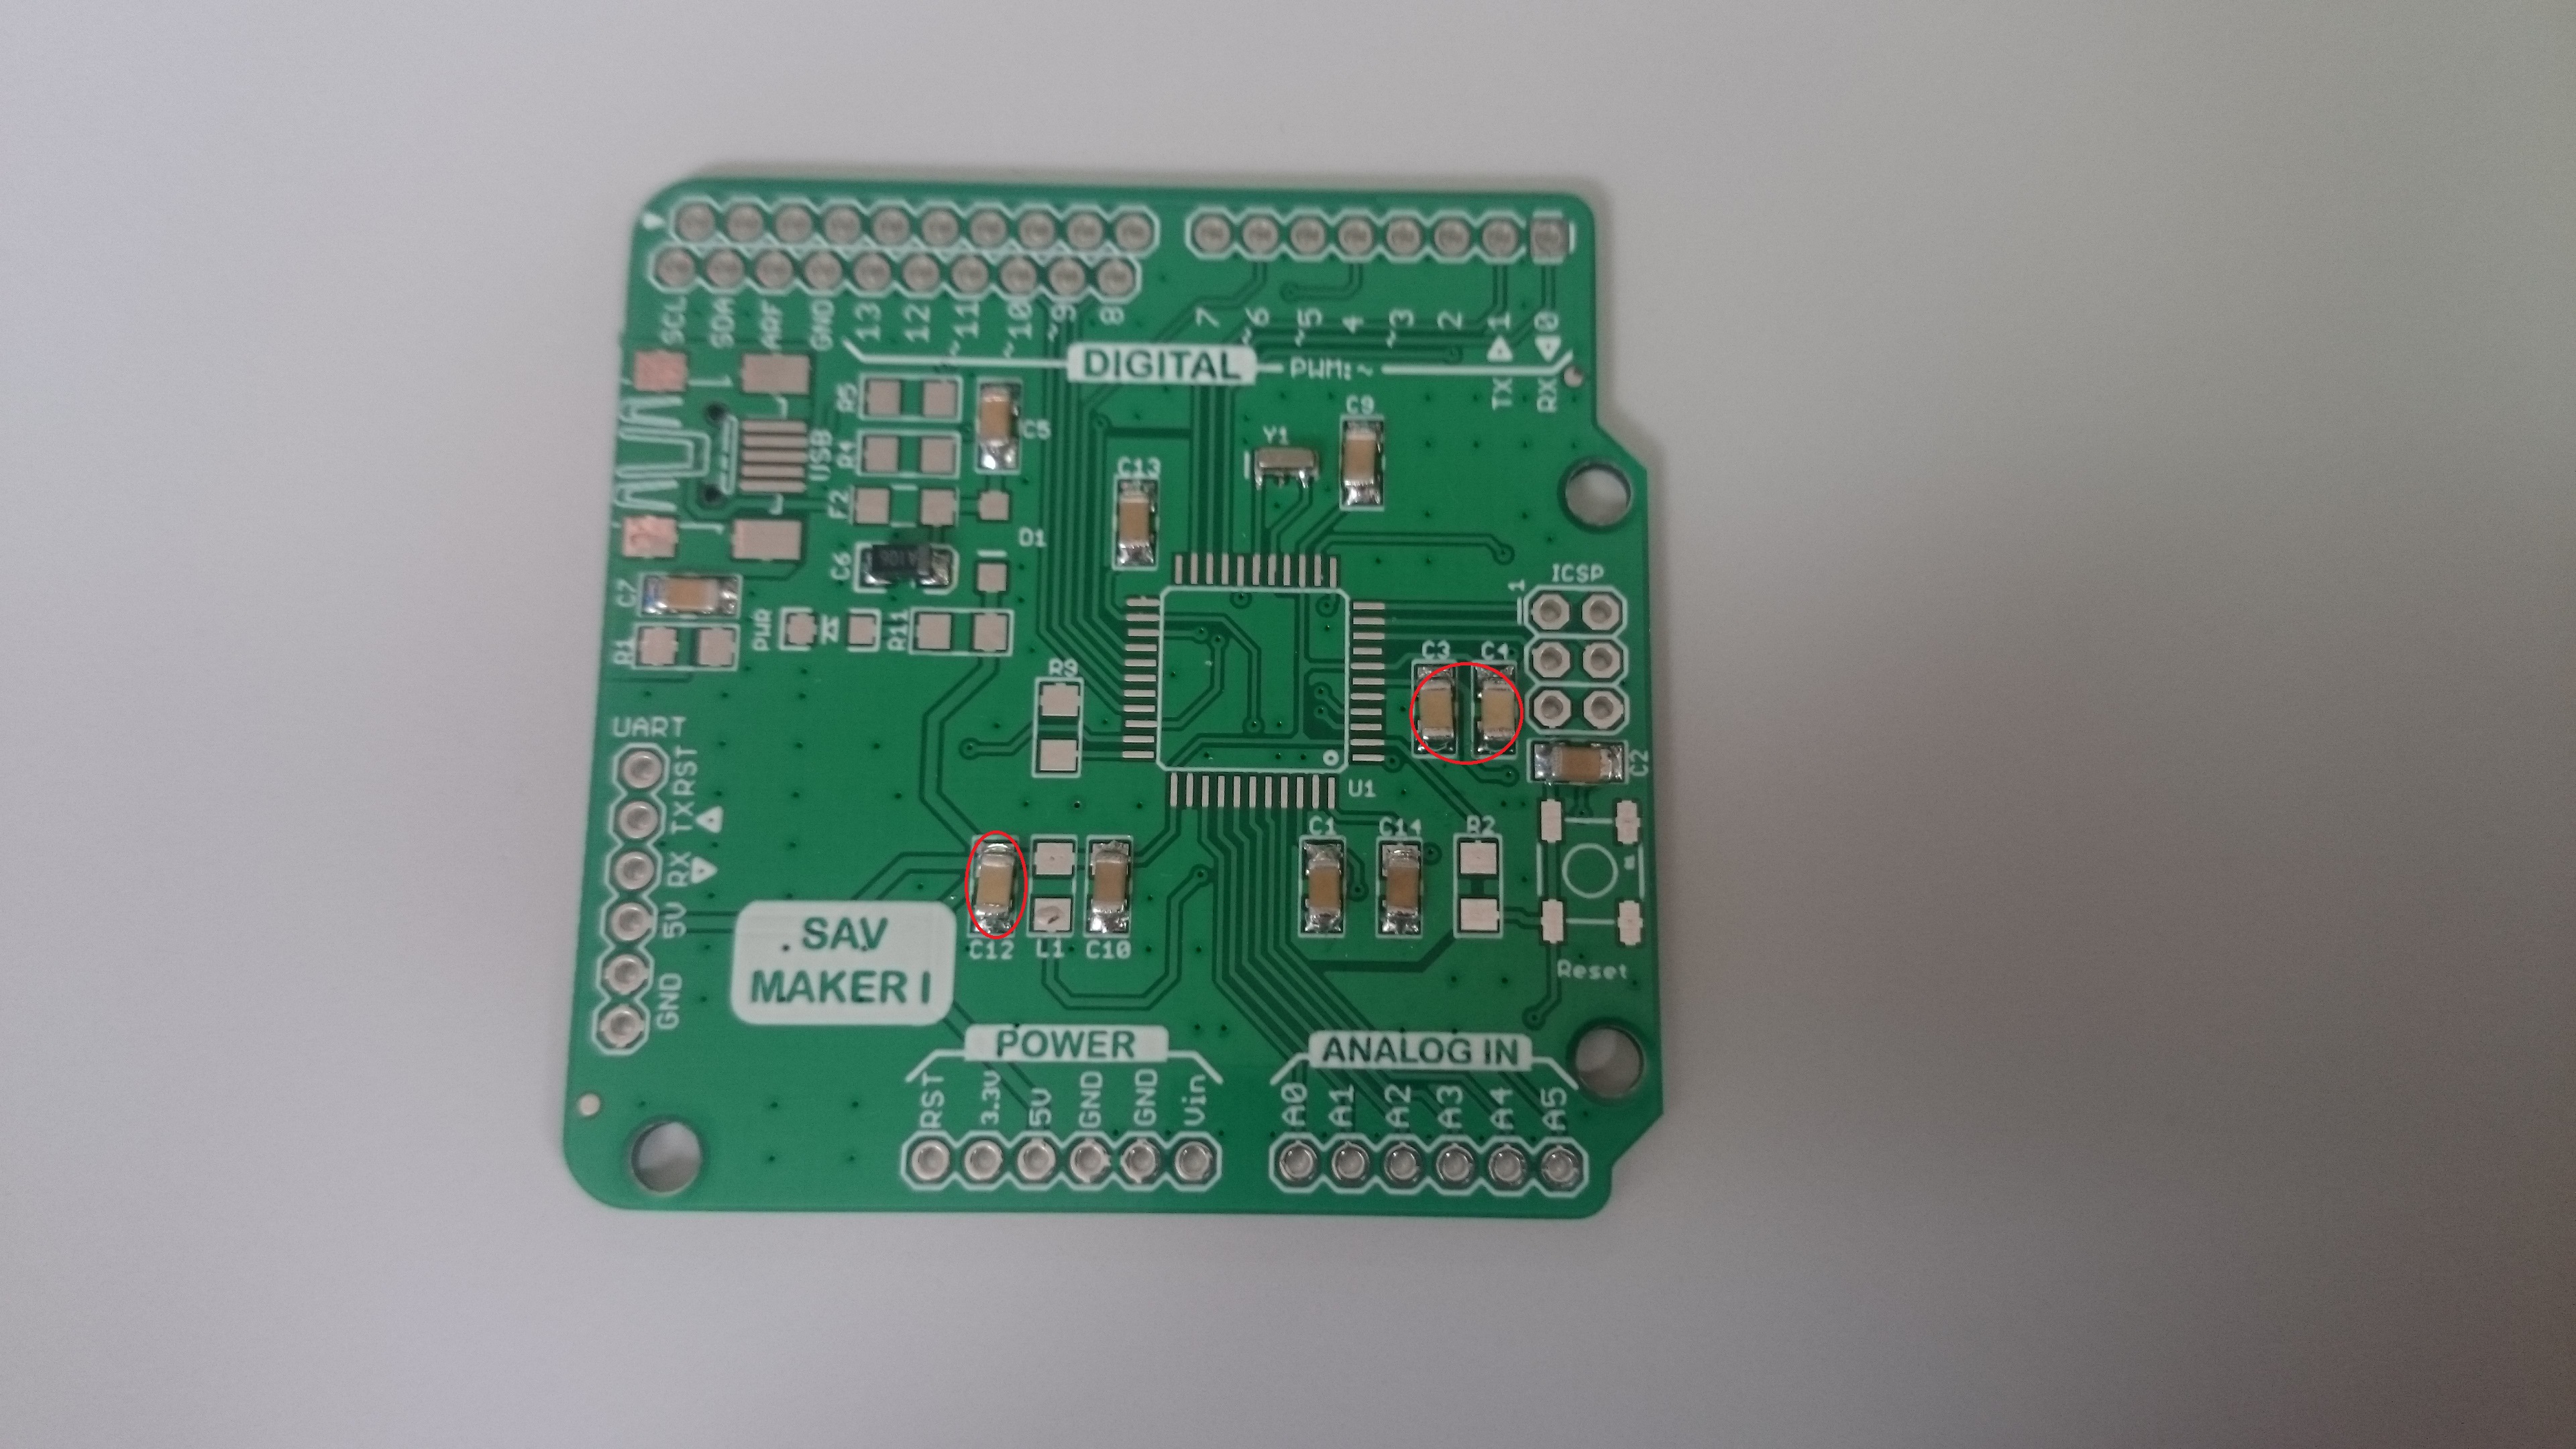 SCL
SDA
ARF
GND
13
12
~11
~10
~9
8
7
~6
~5
4
~3
2
1
0
TX
RX
DIGITAL
PWM:~
R5
C5
R4
USB
F2
D1
C6
A106
C7
R1
PWR
R11
C13
Y1
C9
ICSP
1
R9
C3
C4
C2
U1
UART
RST
TX
RX
5V
GND
C12
L1
C10
C1
C14
R2
Reset
SAV
MAKER I
POWER
RST
3.3V
5V
GND
GND
Vin
ANALOG IN
A0
A1
A2
A3
A4
A5